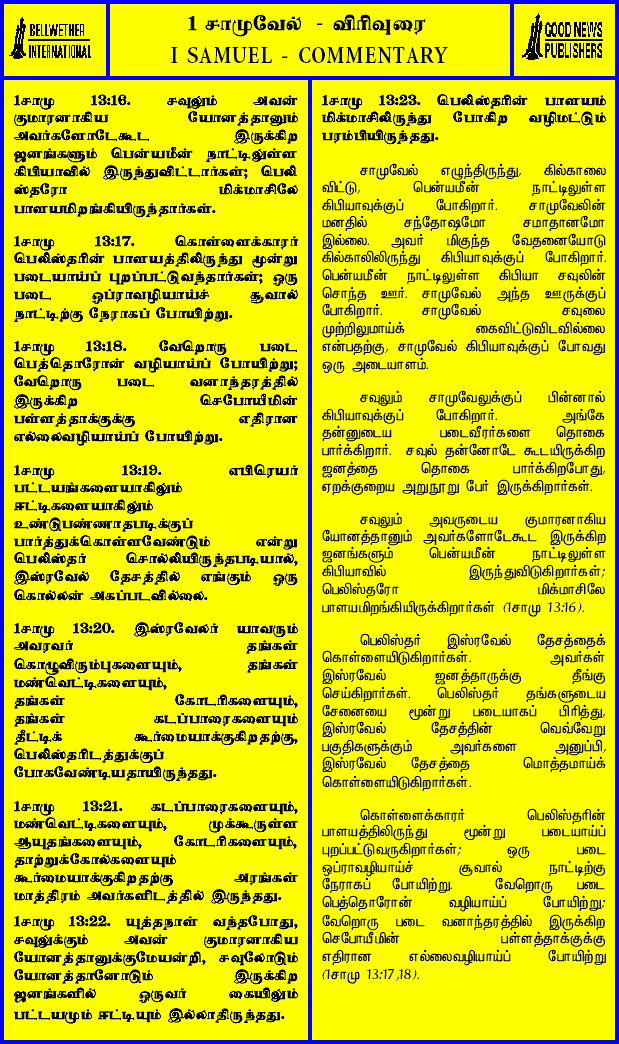 BELLWETHER
INTERNATIONAL
1 சாமுவேல் - விரிவுரை
I SAMUEL - COMMENTARY
GOOD NEWS
PUBLISHERS
1சாமு 13:16. சவுலும் அவன்
குமாரனாகிய யோனத்தானும்
அவர்களோடேகூட இருக்கிற
ஜனங்களும் பென்யமீன் நாட்டிலுள்ள
கிபியாவில் இருந்துவிட்டார்கள்; பெலி
ஸ்தரோ மிக்மாசிலே
பாளயமிறங்கியிருந்தார்கள்.
1சாமு 13:17. கொள்ளைக்காரர்
பெலிஸ்தரின் பாளயத்திலிருந்து மூன்று
படையாய்ப் புறப்பட்டுவந்தார்கள்; ஒரு
படை ஒப்ராவழியாய்ச் சூவால்
நாட்டிற்கு நேராகப் போயிற்று.
1சாமு 13:18. வேறொரு படை
பெத்தொரோன் வழியாய்ப் போயிற்று;
வேறொரு படை வனாந்தரத்தில்
இருக்கிற செபோயீமின்
பள்ளத்தாக்குக்கு எதிரான
எல்லைவழியாய்ப் போயிற்று.
1சாமு 13:19. எபிரெயர்
பட்டயங்களையாகிலும்
ஈட்டிகளையாகிலும்
உண்டுபண்ணாதபடிக்குப்
பார்த்துக்கொள்ளவேண்டும் என்று
பெலிஸ்தர் சொல்லியிருந்தபடியால்,
இஸ்ரவேல் தேசத்தில் எங்கும் ஒரு
கொல்லன் அகப்படவில்லை.
1சாமு 13:20. இஸ்ரவேலர் யாவரும்
அவரவர் தங்கள்
கொழுவிரும்புகளையும், தங்கள்
மண்வெட்டிகளையும்,
தங்கள் கோடரிகளையும்,
தங்கள் கடப்பாரைகளையும்
தீட்டிக் கூர்மையாக்குகிறதற்கு,
பெலிஸ்தரிடத்துக்குப்
போகவேண்டியதாயிருந்தது.
1சாமு 13:21. கடப்பாரைகளையும்,
மண்வெட்டிகளையும், முக்கூருள்ள
ஆயுதங்களையும், கோடரிகளையும்,
தாற்றுக்கோல்களையும்
கூர்மையாக்குகிறதற்கு அரங்கள்
மாத்திரம் அவர்களிடத்தில் இருந்தது.
1சாமு 13:22. யுத்தநாள் வந்தபோது,
சவுலுக்கும் அவன் குமாரனாகிய
யோனத்தானுக்குமேயன்றி, சவுலோடும்
யோனத்தானோடும் இருக்கிற
ஜனங்களில் ஒருவர் கையிலும்
பட்டயமும் ஈட்டியும் இல்லாதிருந்தது.
1சாமு 13:23. பெலிஸ்தரின் பாளயம்
மிக்மாசிலிருந்து போகிற வழிமட்டும்
பரம்பியிருந்தது.
சாமுவேல் எழுந்திருந்து, கில்காலை
விட்டு, பென்யமீன் நாட்டிலுள்ள
கிபியாவுக்குப் போகிறார். சாமுவேலின்
மனதில் சந்தோஷமோ சமாதானமோ
இல்லை. அவர் மிகுந்த வேதனையோடு
கில்காலிலிருந்து கிபியாவுக்குப் போகிறார்.
பென்யமீன் நாட்டிலுள்ள கிபியா சவுலின்
சொந்த ஊர். சாமுவேல் அந்த ஊருக்குப்
போகிறார். சாமுவேல் சவுலை
முற்றிலுமாய்க் கைவிட்டுவிடவில்லை
என்பதற்கு, சாமுவேல் கிபியாவுக்குப் போவது
ஒரு அடையாளம்.
சவுலும் சாமுவேலுக்குப் பின்னால்
கிபியாவுக்குப் போகிறார். அங்கே
தன்னுடைய படைவீரர்களை தொகை
பார்க்கிறார். சவுல் தன்னோடே கூடயிருக்கிற
ஜனத்தை தொகை பார்க்கிறபோது,
ஏறக்குறைய அறுநூறு பேர் இருக்கிறார்கள்.
சவுலும் அவருடைய குமாரனாகிய
யோனத்தானும் அவர்களோடேகூட இருக்கிற
ஜனங்களும் பென்யமீன் நாட்டிலுள்ள
கிபியாவில் இருந்துவிடுகிறார்கள்;
பெலிஸ்தரோ மிக்மாசிலே
பாளயமிறங்கியிருக்கிறார்கள் (1சாமு 13:16).
பெலிஸ்தர் இஸ்ரவேல் தேசத்தைக்
கொள்ளையிடுகிறார்கள். அவர்கள்
இஸ்ரவேல் ஜனத்தாருக்கு தீங்கு
செய்கிறார்கள். பெலிஸ்தர் தங்களுடைய
சேனையை மூன்று படையாகப் பிரித்து,
இஸ்ரவேல் தேசத்தின் வெவ்வேறு
பகுதிகளுக்கும் அவர்களை அனுப்பி,
இஸ்ரவேல் தேசத்தை மொத்தமாய்க்
கொள்ளையிடுகிறார்கள்.
கொள்ளைக்காரர் பெலிஸ்தரின்
பாளயத்திலிருந்து மூன்று படையாய்ப்
புறப்பட்டுவருகிறார்கள்; ஒரு படை
ஒப்ராவழியாய்ச் சூவால் நாட்டிற்கு
நேராகப் போயிற்று. வேறொரு படை
பெத்தொரோன் வழியாய்ப் போயிற்று;
வேறொரு படை வனாந்தரத்தில் இருக்கிற
செபோயீமின் பள்ளத்தாக்குக்கு
எதிரான எல்லைவழியாய்ப் போயிற்று
(1சாமு 13:17,18).